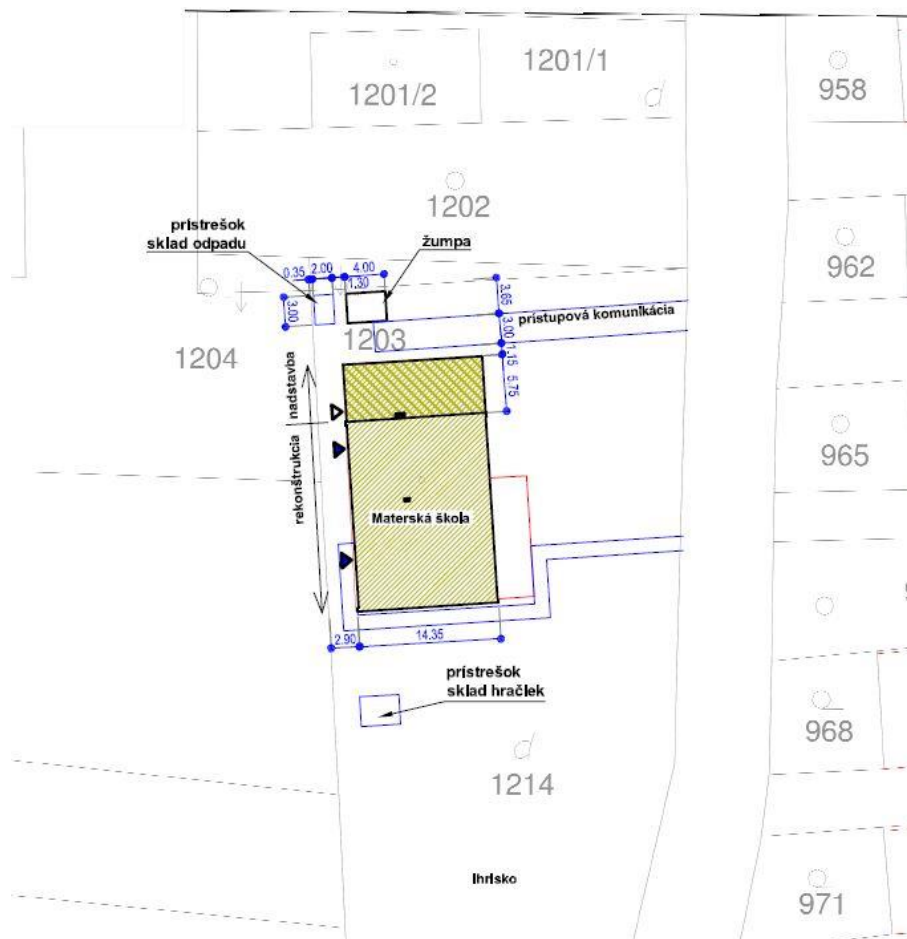 1201/1
1201/2
958
1202
prístrešok
sklad odpadu
žumpa
962
0.35
2.00
4.00
1.30
3.65
3.00
3.00
prístupová komunikácia
1203
1204
1.15
5.75
nadstavba
rekonštrukcia
965
Materská škola
2.90
14.35
prístrešok
sklad hračiek
968
1214
Ihrisko
971